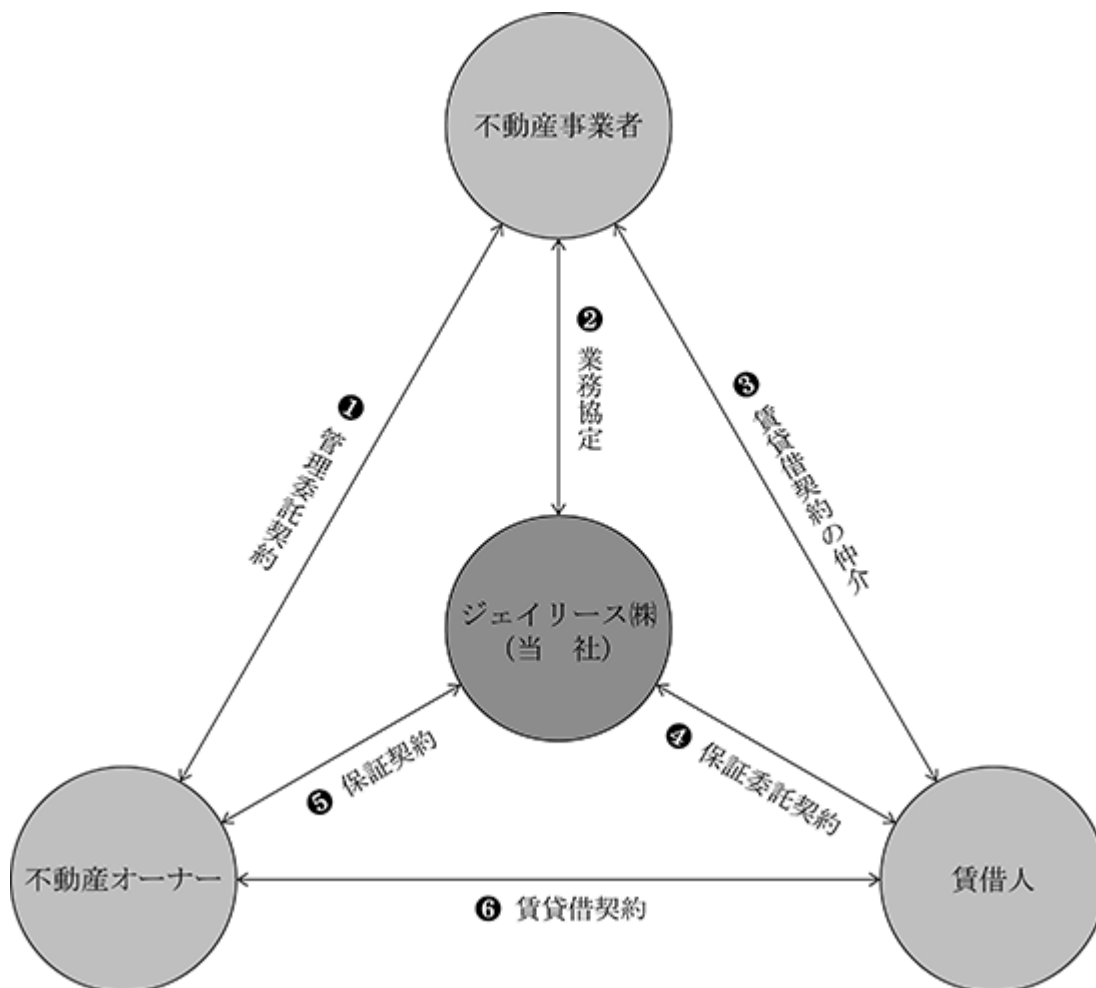 不動産事業者
❷ 業務協定
❶ 管理委託契約
❸ 賃貸借契約の仲介
ジェイリース㈱
（当　社）
❺ 保証契約
❹ 保証委託契約
不動産オーナー
賃借人
❻ 賃貸借契約